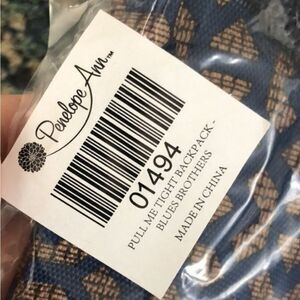 Penelope Ann™
01494
PULL ME TIGHT BACKPACK -
BLUES BROTHERS
MADE IN CHINA